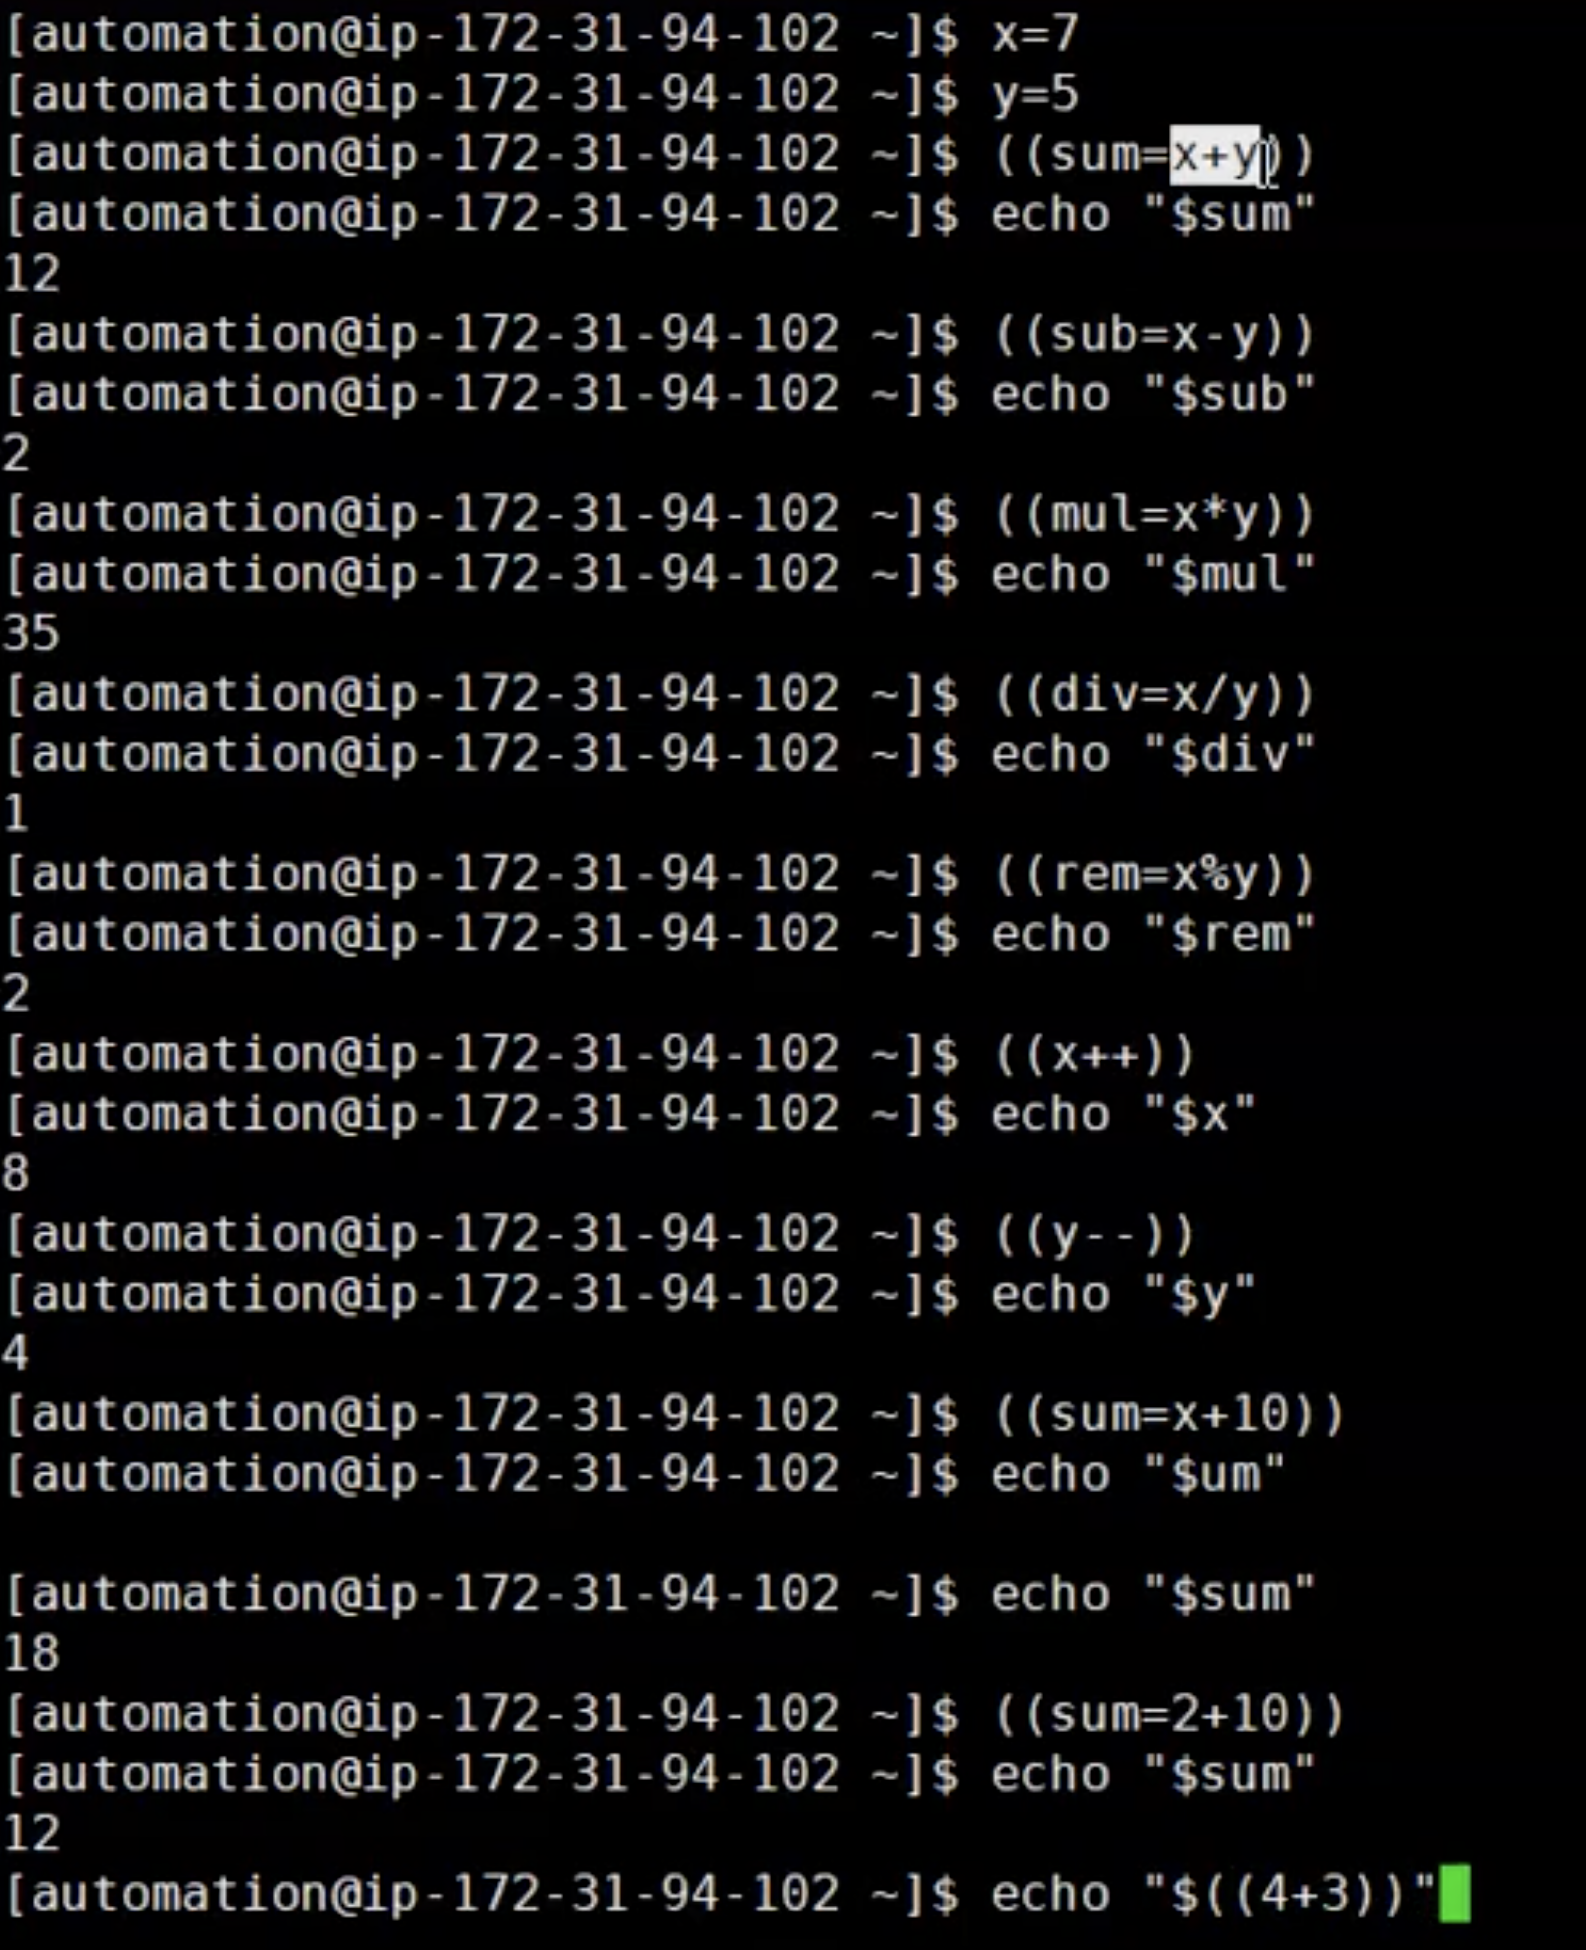 [automation@ip-172-31-94-102 ~]$ x=7
[automation@ip-172-31-94-102 ~]$ y=5
[automation@ip-172-31-94-102 ~]$ ((sum=x+y))
[automation@ip-172-31-94-102 ~]$ echo "$sum"
12
[automation@ip-172-31-94-102 ~]$ ((sub=x-y))
[automation@ip-172-31-94-102 ~]$ echo "$sub"
2
[automation@ip-172-31-94-102 ~]$ ((mul=x*y))
[automation@ip-172-31-94-102 ~]$ echo "$mul"
35
[automation@ip-172-31-94-102 ~]$ ((div=x/y))
[automation@ip-172-31-94-102 ~]$ echo "$div"
1
[automation@ip-172-31-94-102 ~]$ ((rem=x%y))
[automation@ip-172-31-94-102 ~]$ echo "$rem"
2
[automation@ip-172-31-94-102 ~]$ ((x++))
[automation@ip-172-31-94-102 ~]$ echo "$x"
8
[automation@ip-172-31-94-102 ~]$ ((y--))
[automation@ip-172-31-94-102 ~]$ echo "$y"
4
[automation@ip-172-31-94-102 ~]$ ((sum=x+10))
[automation@ip-172-31-94-102 ~]$ echo "$um"
[automation@ip-172-31-94-102 ~]$ echo "$sum"
18
[automation@ip-172-31-94-102 ~]$ ((sum=2+10))
[automation@ip-172-31-94-102 ~]$ echo "$sum"
12
[automation@ip-172-31-94-102 ~]$ echo "$((4+3))"